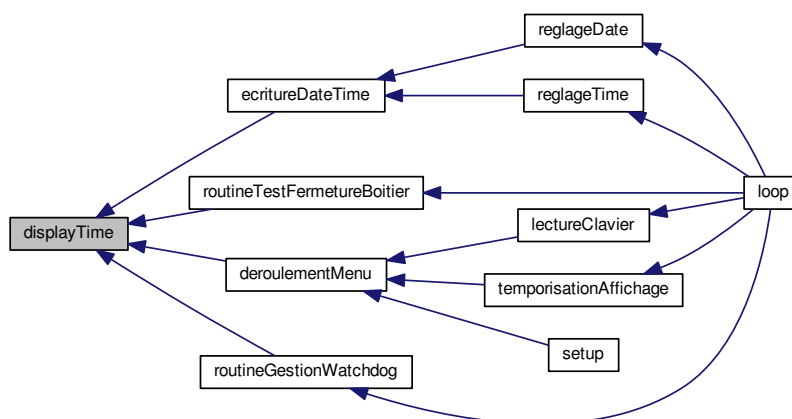 reglageDate
ecritureDateTime
reglageTime
routineTestFermetureBoitier
loop
lectureClavier
displayTime
deroulementMenu
temporisationAffichage
setup
routineGestionWatchdog